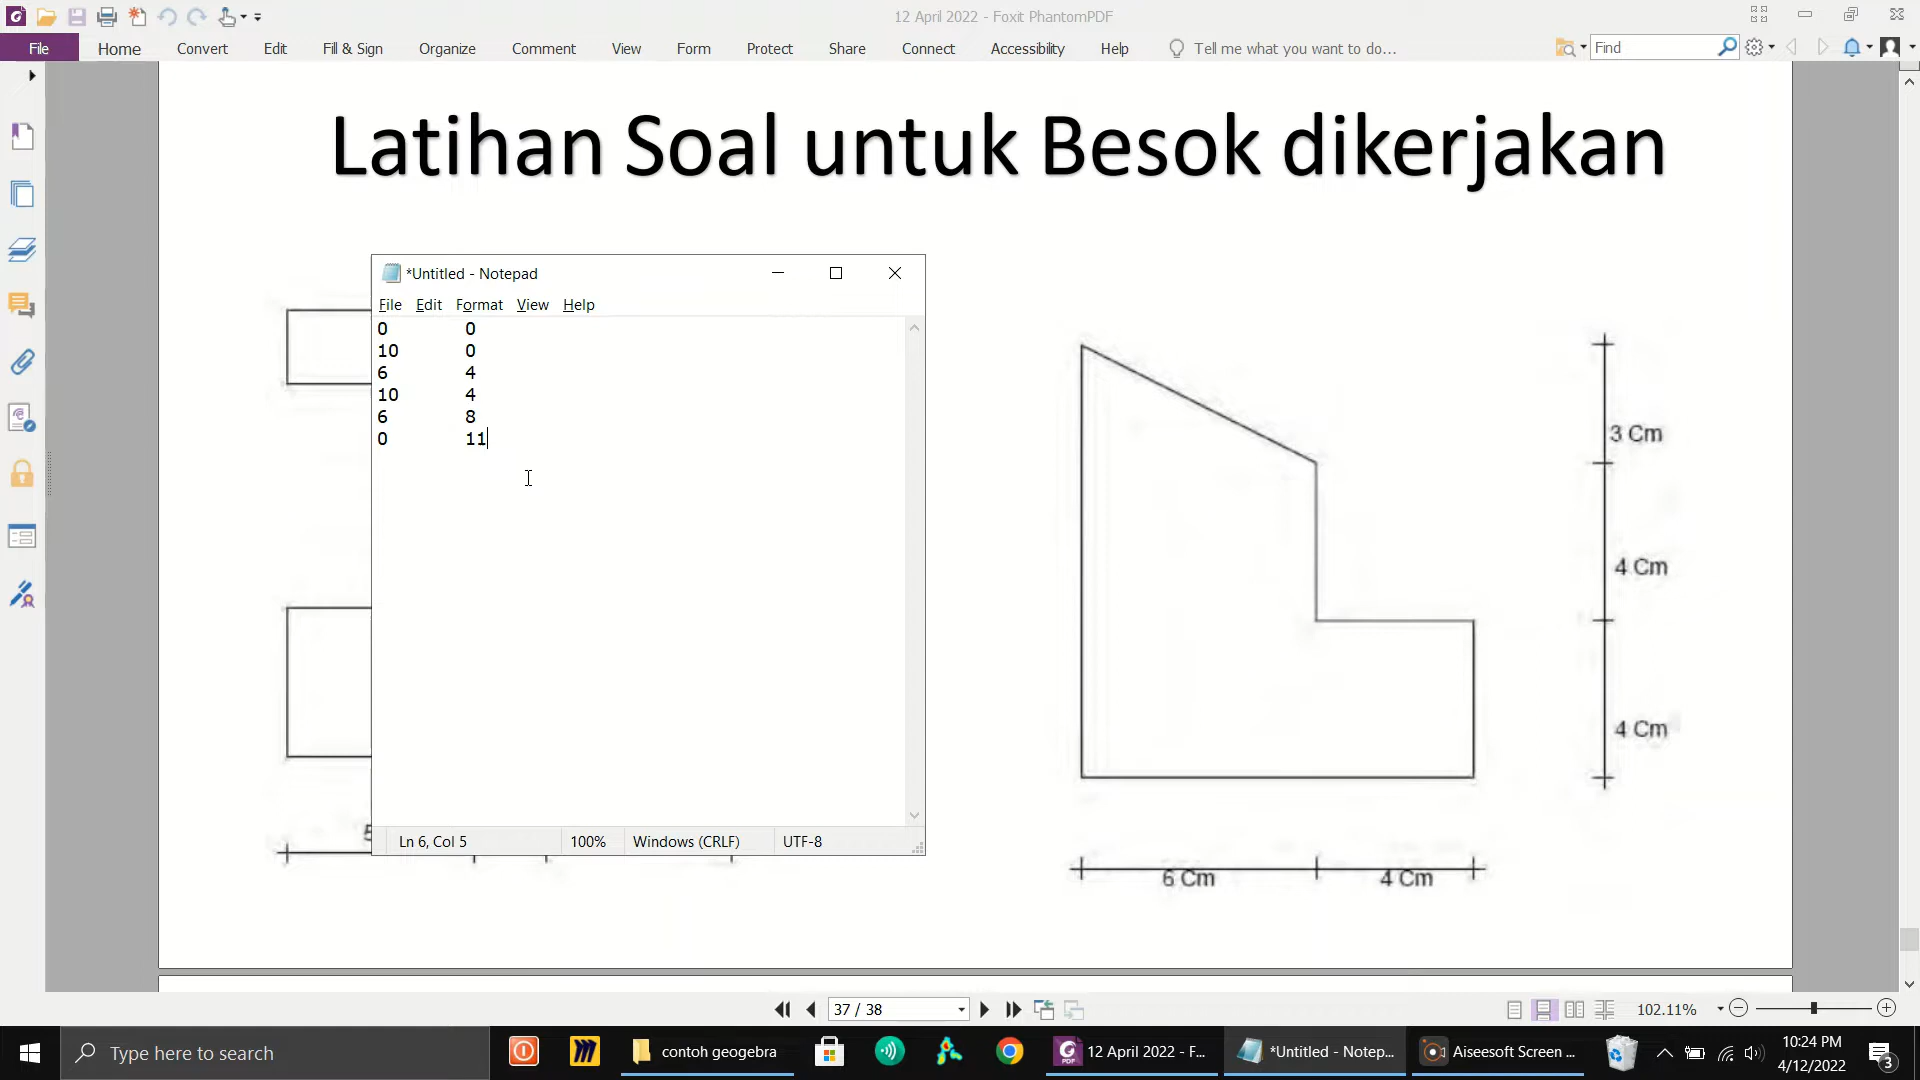 12 April 2022 - Foxit PhantomPDF
File Home Convert Edit Fill & Sign Organize Comment View Form Protect Share Connect Accessibility Help Tell me what you want to do... Find
Latihan Soal untuk Besok dikerjakan
*Untitled - Notepad
File Edit Format View Help
0 0
10 0
6 4
10 4
6 8
0 11
Ln 6, Col 5 100% Windows (CRLF) UTF-8
3 Cm
4 Cm
4 Cm
5
6 Cm 4 Cm
37 / 38 102.11%
Type here to search contoh geogebra 12 April 2022 - F... *Untitled - Notep... Aiseesoft Screen ... 10:24 PM
4/12/2022
3